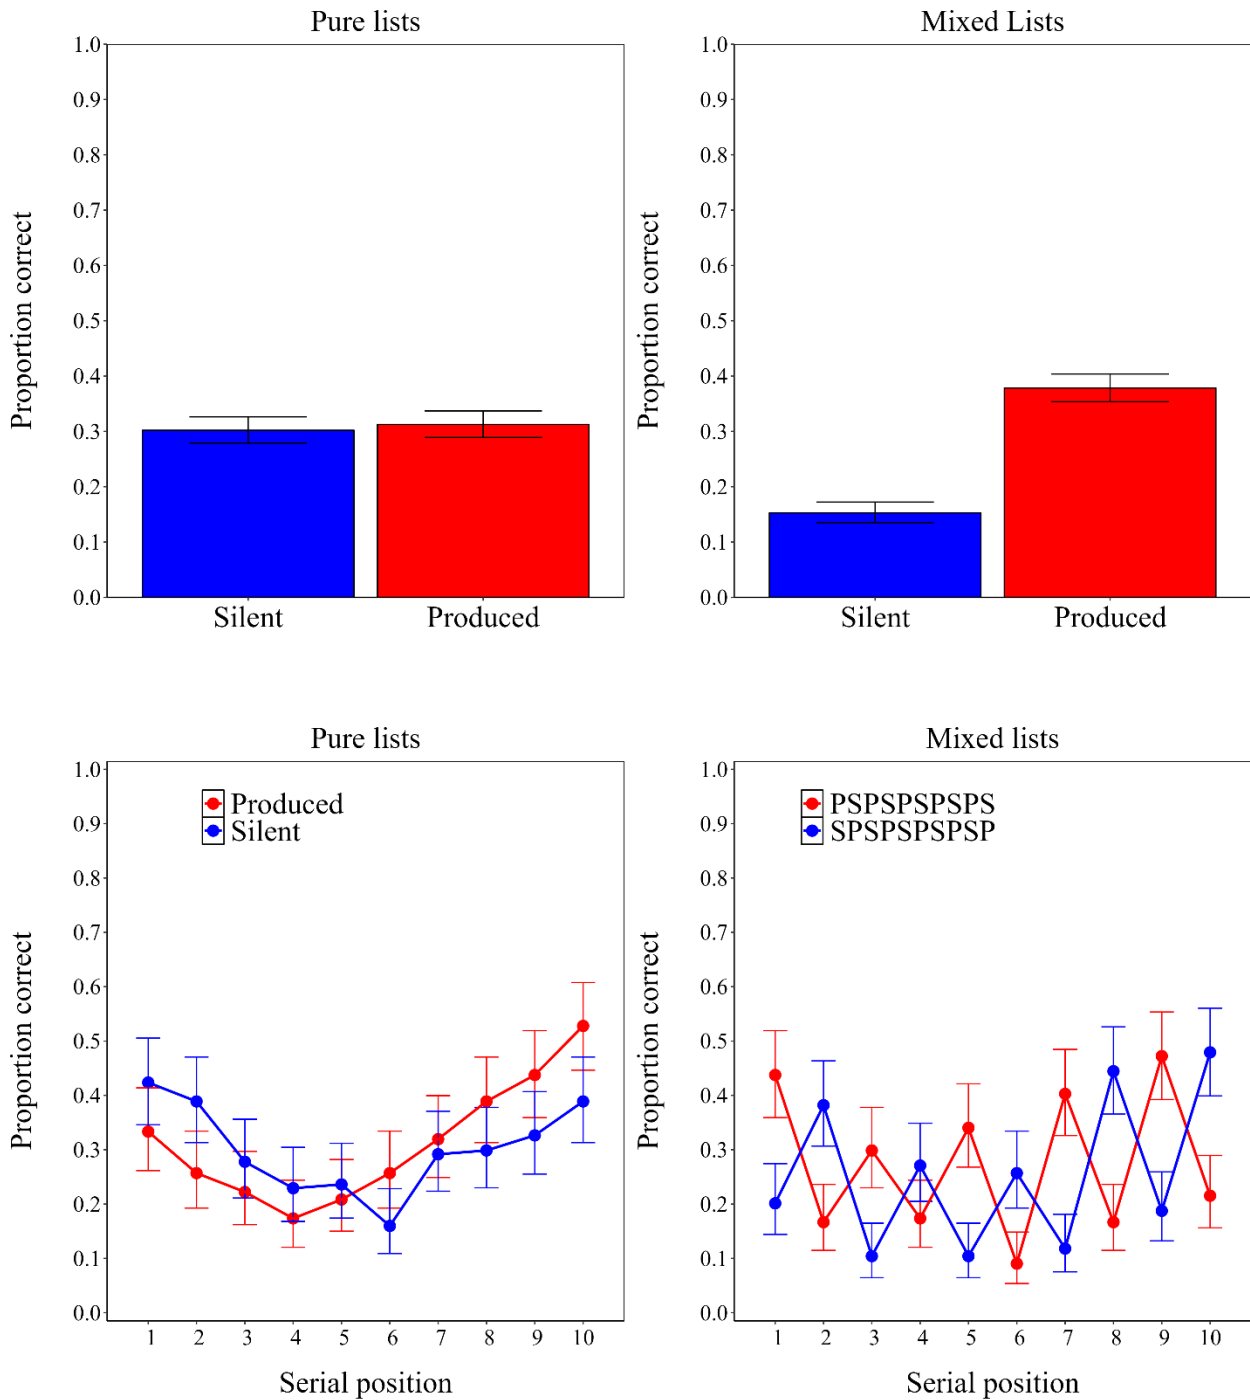 Pure lists
1.0
0.9
0.8
0.7
0.6
0.5
0.4
0.3
0.2
0.1
0.0
Proportion correct
Silent Produced
Mixed Lists
1.0
0.9
0.8
0.7
0.6
0.5
0.4
0.3
0.2
0.1
0.0
Proportion correct
Silent Produced
Pure lists
Produced
Silent
1.0
0.9
0.8
0.7
0.6
0.5
0.4
0.3
0.2
0.1
0.0
Proportion correct
1 2 3 4 5 6 7 8 9 10
Serial position
Mixed lists
PSPSPSPSPS
SPSPSPSPSP
1.0
0.9
0.8
0.7
0.6
0.5
0.4
0.3
0.2
0.1
0.0
Proportion correct
1 2 3 4 5 6 7 8 9 10
Serial position